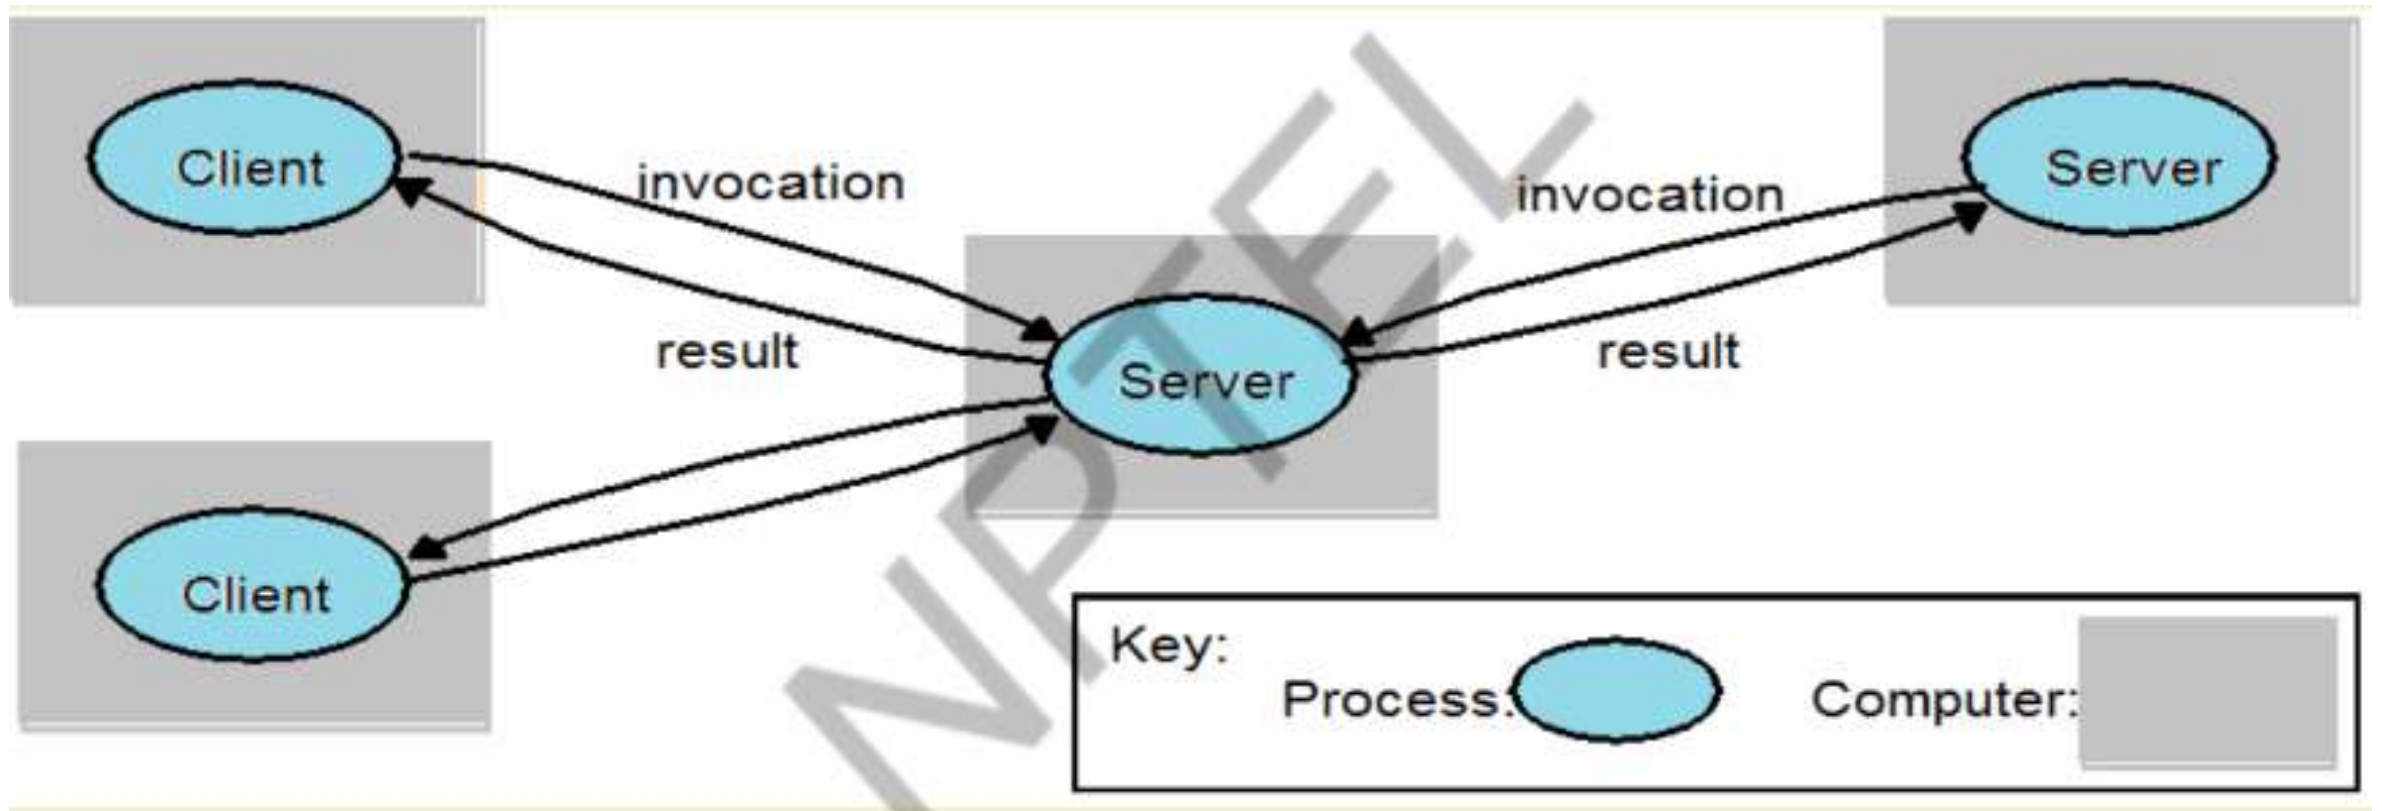 Client
invocation
invocation
Server
result
Server
result
Client
Key:
Process:
Computer:
NPTEL